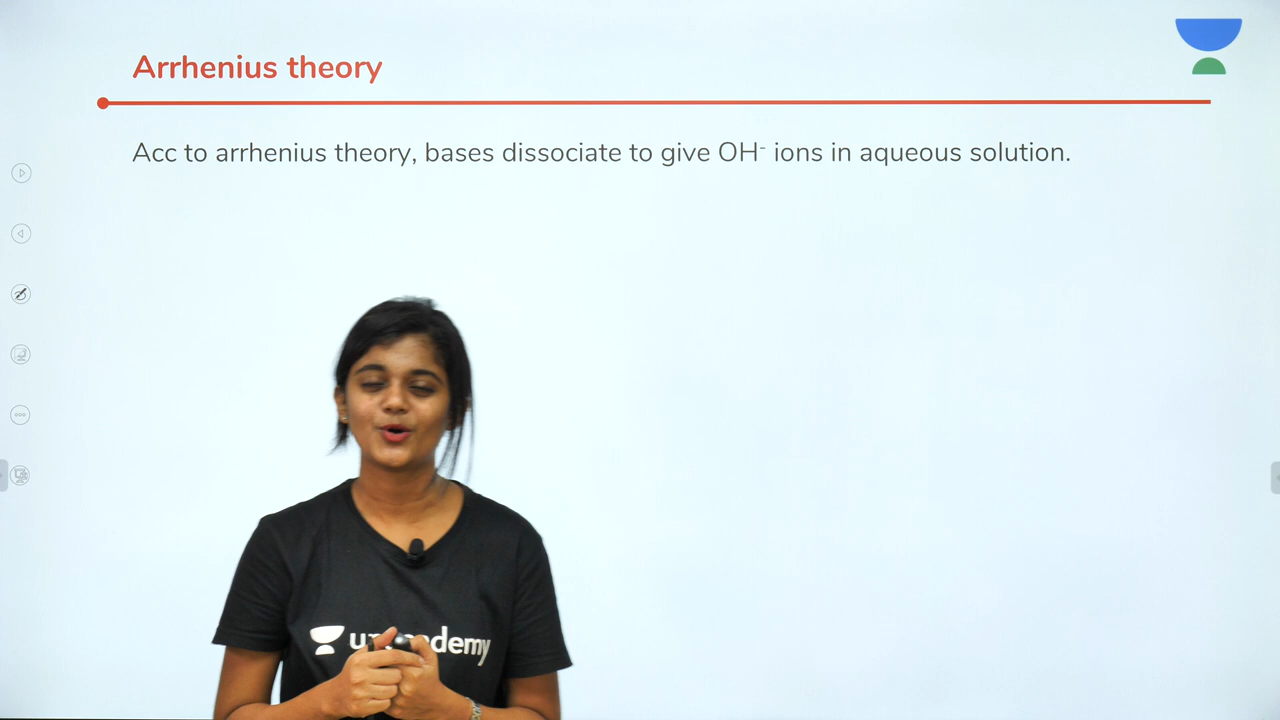 Arrhenius theory
Acc to arrhenius theory, bases dissociate to give OH⁻ ions in aqueous solution.